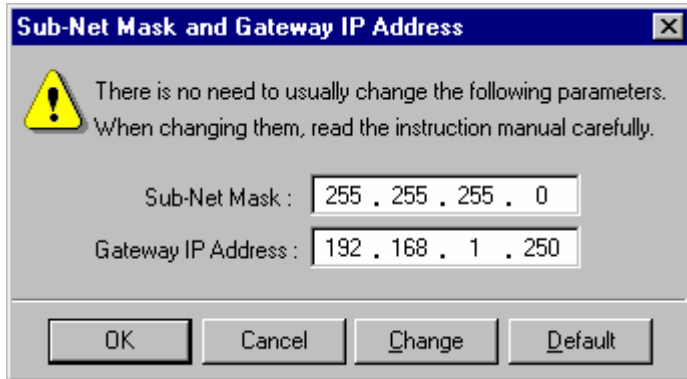 Sub-Net Mask and Gateway IP Address
There is no need to usually change the following parameters.
When changing them, read the instruction manual carefully.
Sub-Net Mask : 255 . 255 . 255 . 0
Gateway IP Address : 192 . 168 . 1 . 250
OK Cancel Change Default